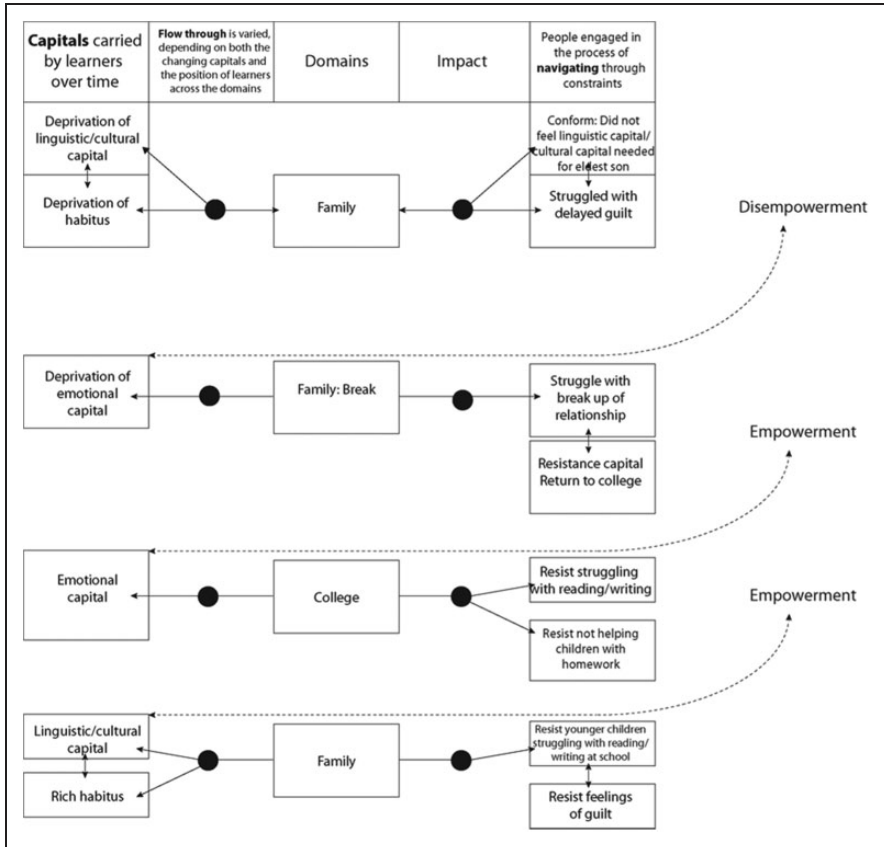 Capitals carried
by learners
over time
Flow through is varied,
depending on both the
changing capitals and
the position of learners
across the domains
Domains
Impact
People engaged in
in the process of
navigating through
constraints
Deprivation of
linguistic/cultural
capital
Conform: Did not
feel linguistic capital/
cultural capital needed
for eldest son
Deprivation of
habitus
Family
Struggled with
delayed guilt
Disempowerment
Deprivation of
emotional
capital
Family: Break
Struggle with
break up of
relationship
Resistance capital
Return to college
Empowerment
Emotional
capital
College
Resist struggling
with reading/writing
Resist not helping
children with
homework
Empowerment
Linguistic/cultural
capital
Rich habitus
Family
Resist younger children
struggling with reading/
writing at school
Resist feelings
of guilt